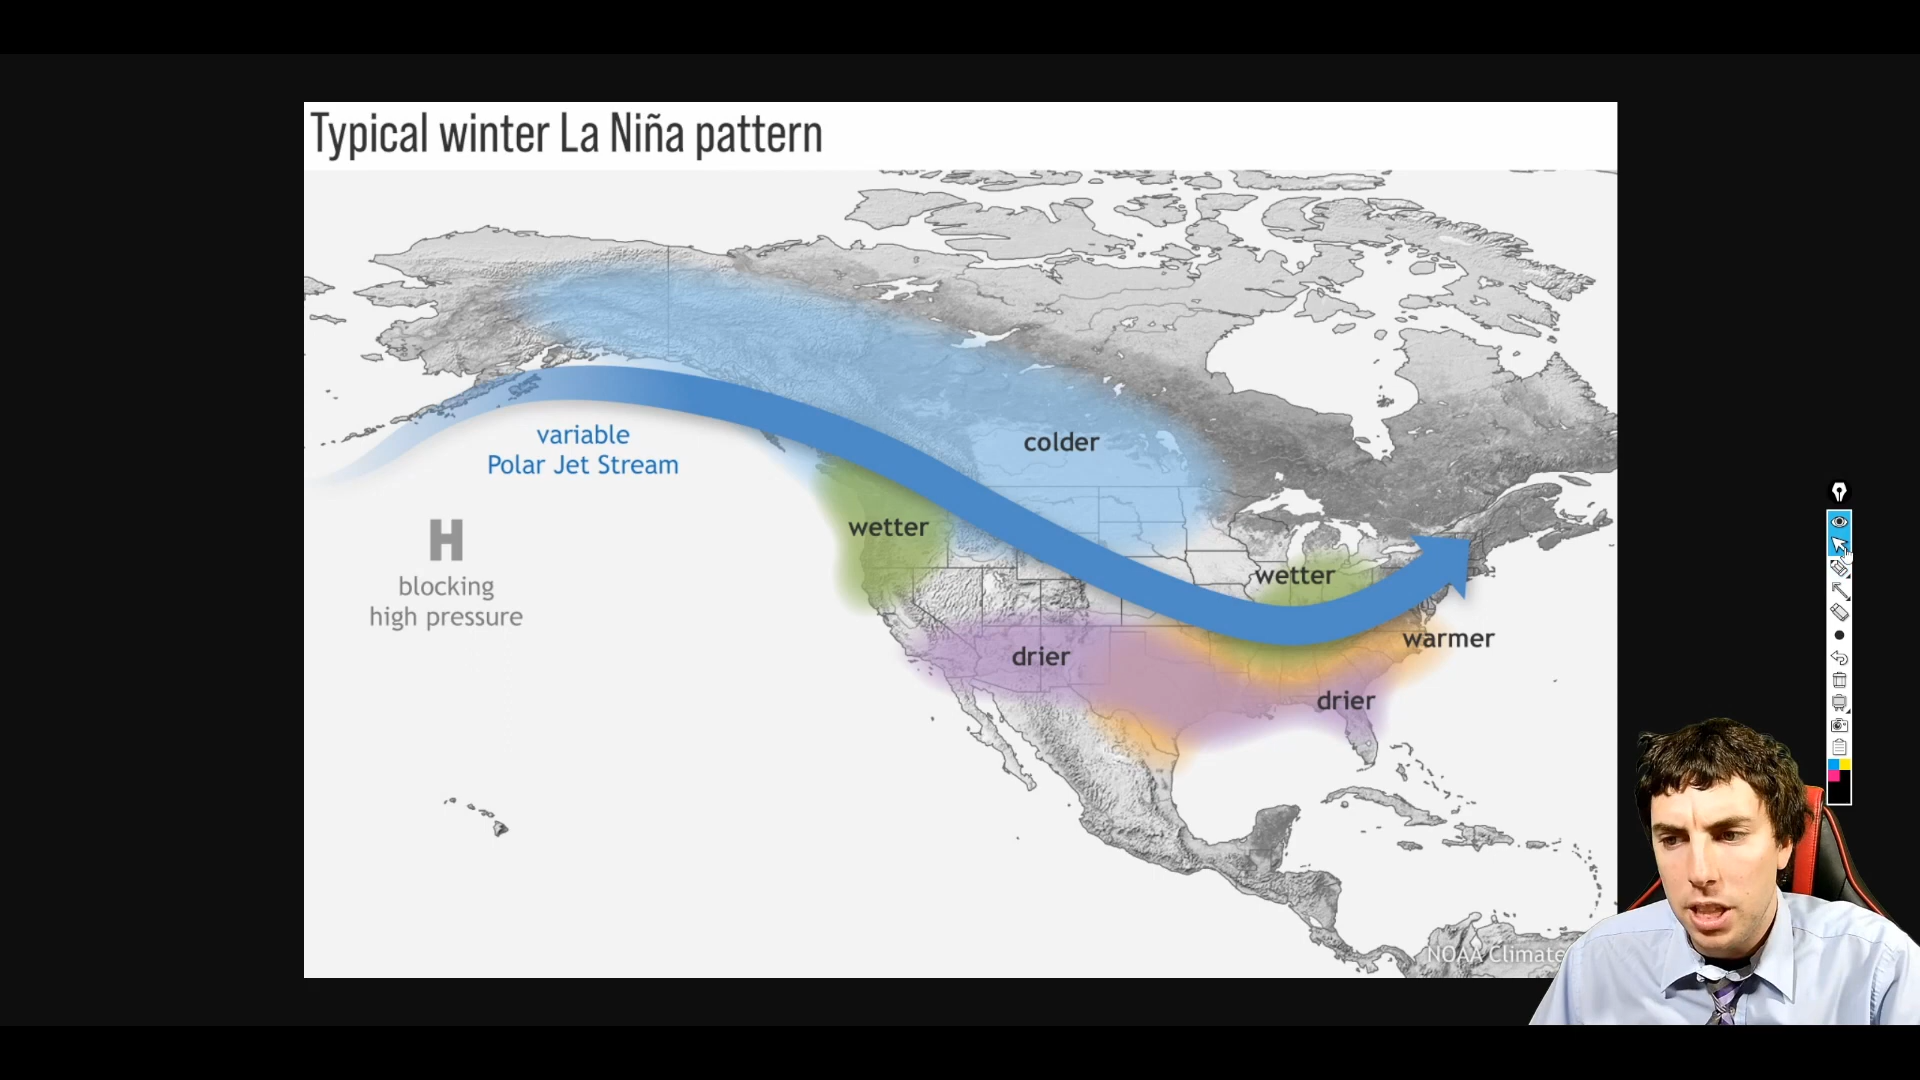 Typical winter La Niña pattern
colder
variable
Polar Jet Stream
wetter
H
blocking
high pressure
wetter
warmer
drier
drier
NOAA Climate